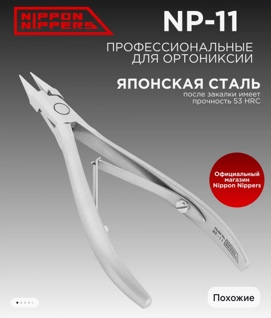 NIPPON
NIPPERS
NP-11
ПРОФЕССИОНАЛЬНЫЕ
ДЛЯ ОРТОНИКСИИ
ЯПОНСКАЯ СТАЛЬ
после закалки имеет
прочность 53 HRC
Официальный
магазин
Nippon Nippers
Похожие